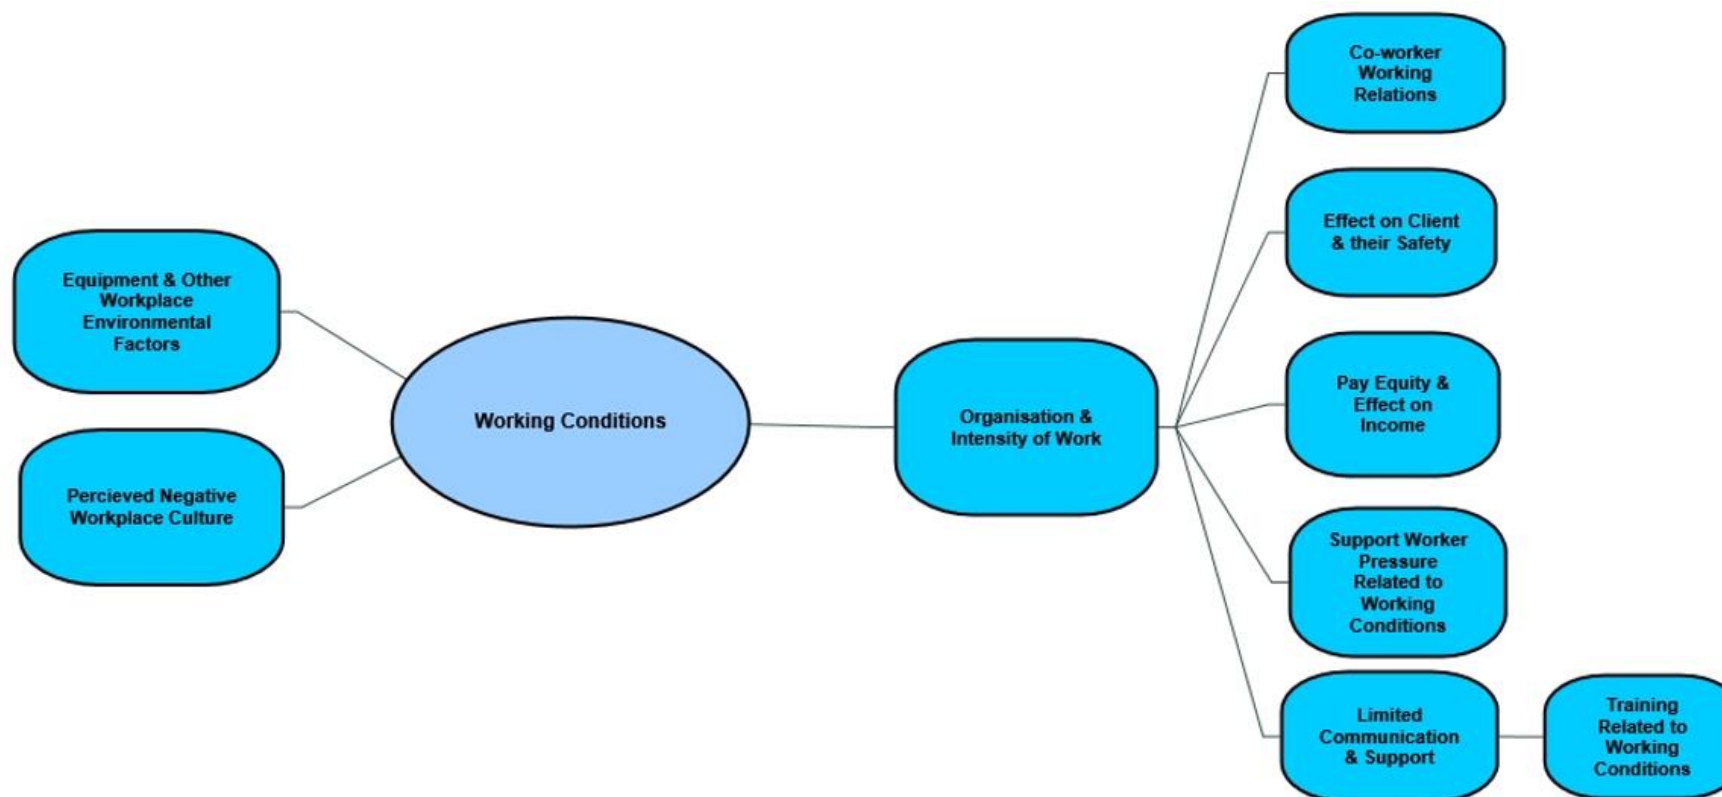 Equipment & Other
Workplace
Environmental
Factors
Percieved Negative
Workplace Culture
Working Conditions
Organisation &
Intensity of Work
Co-worker
Working
Relations
Effect on Client
& their Safety
Pay Equity &
Effect on
Income
Support Worker
Pressure
Related to
Working
Conditions
Limited
Communication
& Support
Training
Related to
Working
Conditions